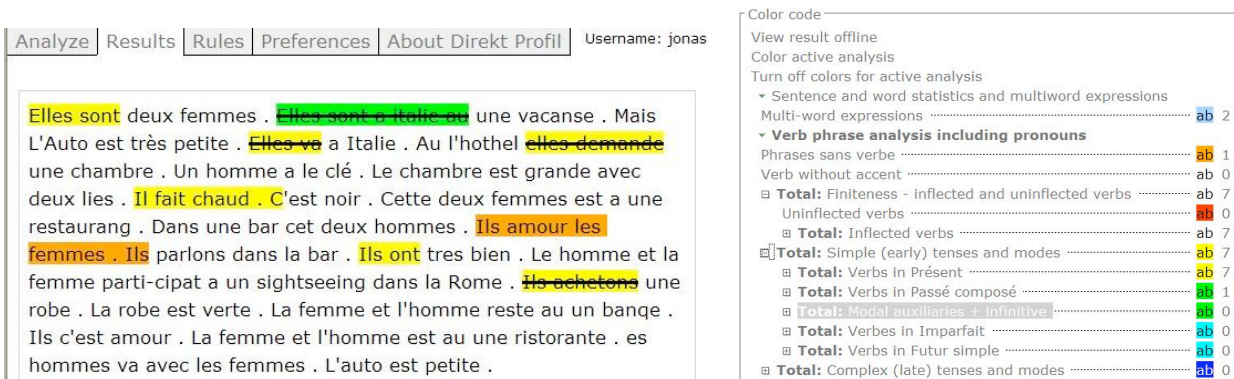 Analyze Results Rules Preferences About Direkt Profil Username: jonas
Elles sont deux femmes . Elles sont a italie au une vacanse . Mais
L'Auto est très petite . Elles va a Italie . Au l'hothel elles demande
une chambre . Un homme a le clé . Le chambre est grande avec
deux lies . Il fait chaud . C'est noir . Cette deux femmes est a une
restaurang . Dans une bar cet deux hommes . Ils amour les
femmes . Ils parlons dans la bar . Ils ont tres bien . Le homme et la
femme parti-cipat a un sightseeing dans la Rome . Ils achetons une
robe . La robe est verte . La femme et l'homme reste au un banqe .
Ils c'est amour . La femme et l'homme est au une ristorante . es
hommes va avec les femmes . L'auto est petite .
Color code
View result offline
Color active analysis
Turn off colors for active analysis
Sentence and word statistics and multiword expressions
Multi-word expressions ab 2
Verb phrase analysis including pronouns
Phrases sans verbe ab 1
Verb without accent ab 0
Total: Finiteness - inflected and uninflected verbs ab 7
Uninflected verbs ab 0
Total: Inflected verbs ab 7
Total: Simple (early) tenses and modes ab 7
Total: Verbs in Présent ab 7
Total: Verbs in Passé composé ab 1
Total: Modal auxiliaries + infinitive ab 0
Total: Verbes in Imparfait ab 0
Total: Verbs in Futur simple ab 0
Total: Complex (late) tenses and modes ab 0